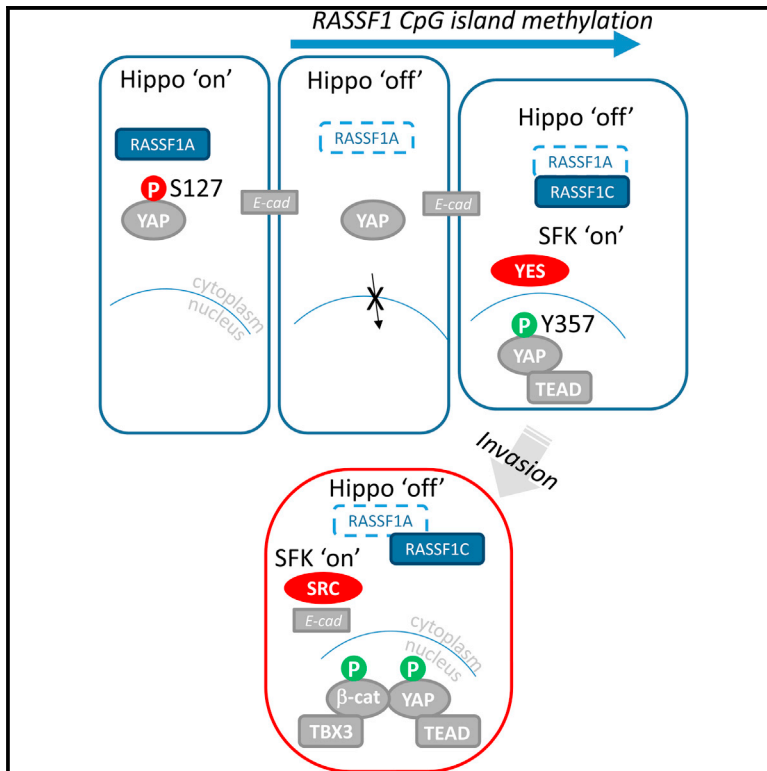 RASSF1 CpG island methylation
Hippo ‘on’
RASSF1A
P S127
YAP
cytoplasm
nucleus
E-cad
Hippo ‘off’
RASSF1A
YAP
X
E-cad
Hippo ‘off’
RASSF1A
RASSF1C
SFK ‘on’
YES
P Y357
YAP
TEAD
Invasion
Hippo ‘off’
RASSF1A
RASSF1C
SFK ‘on’
SRC
E-cad
cytoplasm
nucleus
P P
β-cat YAP
TBX3 TEAD